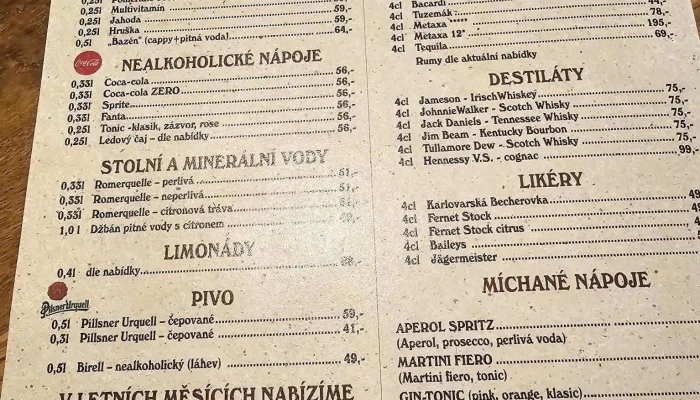 0,25l Multivitamín 59,-
0,25l Jahoda 59,-
0,25l Hruška 64,-
0,5l „Bazén" (cappy+pitná voda)
Coca-Cola
NEALKOHOLICKÉ NÁPOJE
0,33l Coca-cola 56,-
0,33l Coca-cola ZERO 56,-
0,33l Sprite 56,-
0,33l Fanta 56,-
0,25l Tonic -klasik, zázvor, rose 56,-
0,25l Ledový čaj – dle nabídky 56,-
STOLNÍ A MINERÁLNÍ VODY
0,33l Romerquelle – perlivá 51,-
0,33l Romerquelle – neperlivá 51,-
0,33l Romerquelle – citronová tráva
1,0 l Džbán pitné vody s citronem
LIMONÁDY
0,4l dle nabídky
Pilsner Urquell
PIVO
0,5l Pillsner Urquell – čepované 59,-
0,3l Pillsner Urquell – čepované 41,-
0,5l Birell – nealkoholický (láhev) 49,-
V LETNÍCH MĚSÍCÍCH NABÍZÍME
4cl Bacardi 44,-
4cl Tuzemák 78,-
4cl Metaxa *****
4cl Metaxa 12* 195,-
4cl Tequila 69,-
Rumy dle aktuální nabídky
DESTILÁTY
4cl Jameson - IrischWhiskey 75,-
4cl JohnnieWalker - Scotch Whisky 75,-
4cl Jack Daniels - Tennessee Whisky 75,-
4cl Jim Beam - Kentucky Bourbon 75,-
4cl Tullamore Dew - Scotch Whisky 75,-
4cl Hennessy V.S. - cognac 99,-
LIKÉRY
4cl Karlovarská Becherovka
4cl Fernet Stock
4cl Fernet Stock citrus
4cl Baileys
4cl Jägermeister
MÍCHANÉ NÁPOJE
APEROL SPRITZ
(Aperol, prosecco, perlivá voda)
MARTINI FIERO
(Martini fiero, tonic)
GIN-TONIC (pink, orange, klasic)